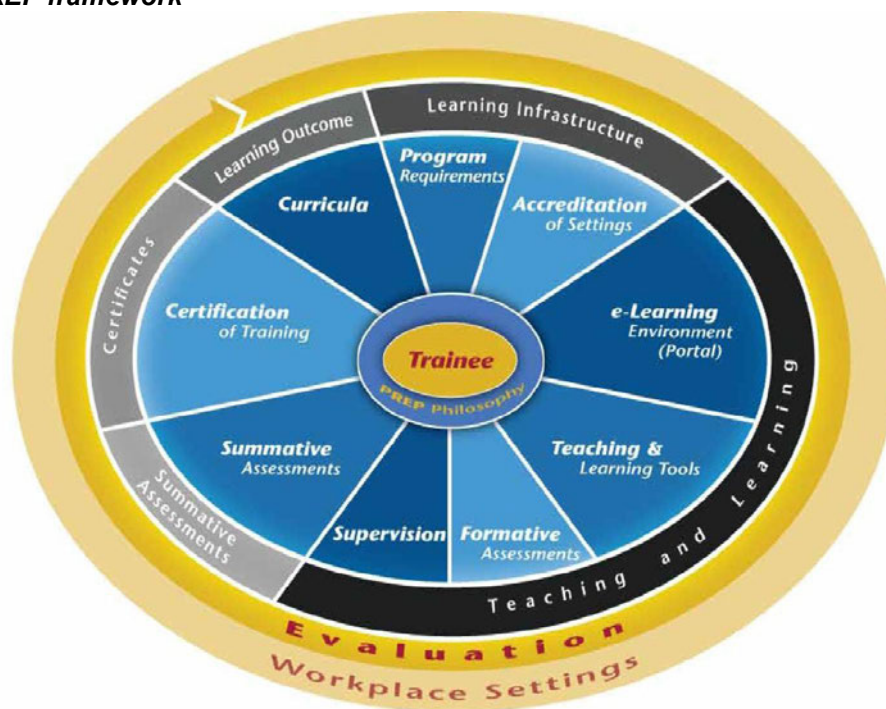 framework
Learning Outcome
Learning Infrastructure
Curricula
Program
Requirements
Accreditation
of Settings
Certificates
Certification
of Training
e-Learning
Environment
(Portal)
Trainee
PREP Philosophy
Summative
Assessments
Teaching &
Learning Tools
Supervision
Formative
Assessments
Summative
Assessments
Teaching and Learning
Evaluation
Workplace Settings